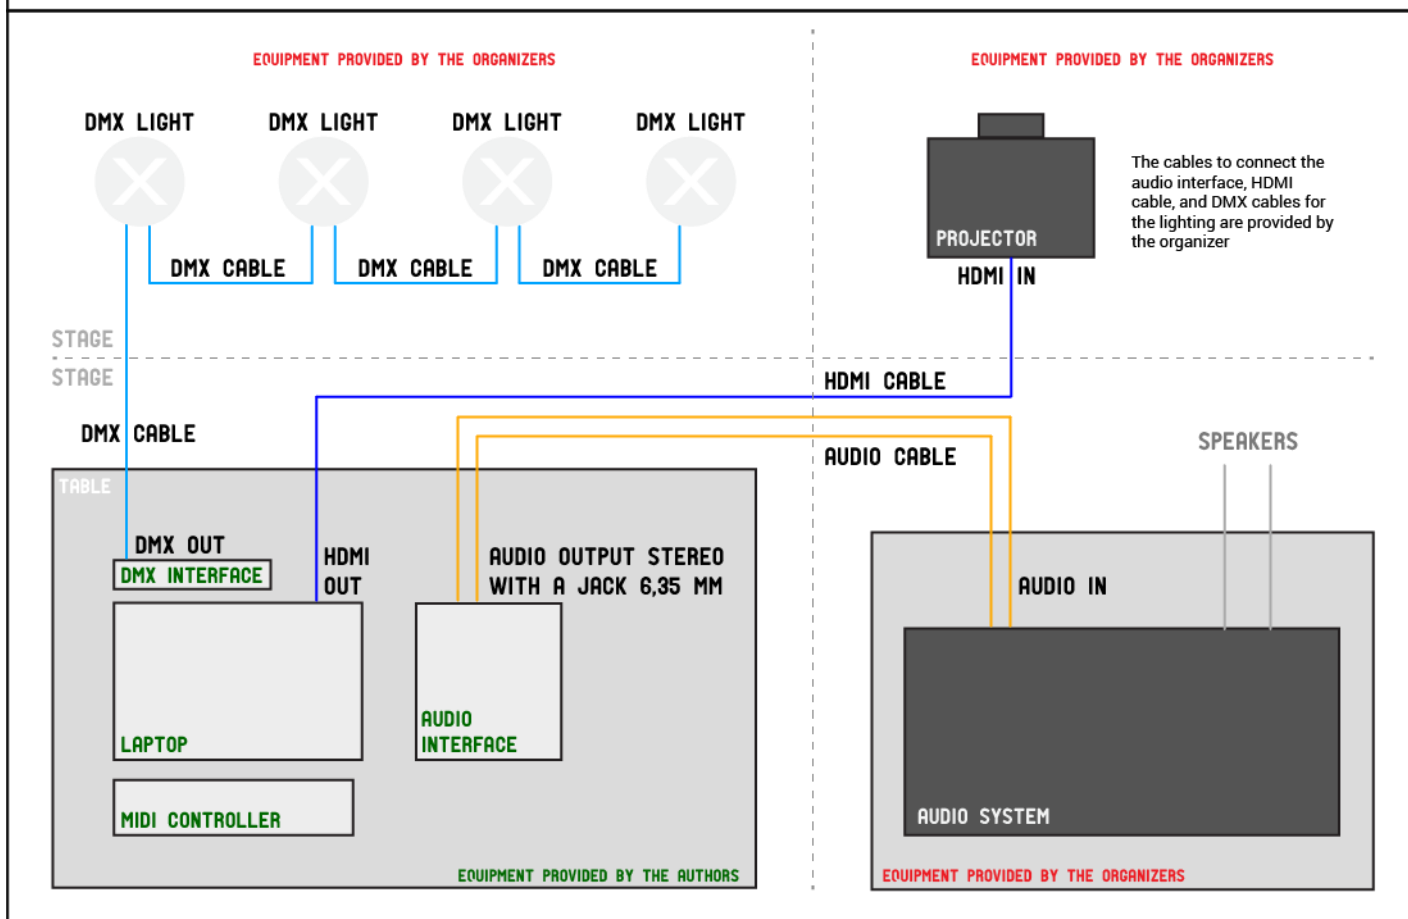 EQUIPMENT PROVIDED BY THE ORGANIZERS
EQUIPMENT PROVIDED BY THE ORGANIZERS
DMX LIGHT
DMX LIGHT
DMX LIGHT
DMX LIGHT
The cables to connect the
audio interface, HDMI
cable, and DMX cables for
the lighting are provided by
the organizer
PROJECTOR
DMX CABLE
DMX CABLE
DMX CABLE
HDMI IN
STAGE
STAGE
HDMI CABLE
DMX CABLE
SPEAKERS
AUDIO CABLE
TABLE
DMX OUT
HDMI
OUT
AUDIO OUTPUT STEREO
WITH A JACK 6,35 MM
DMX INTERFACE
AUDIO IN
LAPTOP
AUDIO
INTERFACE
MIDI CONTROLLER
AUDIO SYSTEM
EQUIPMENT PROVIDED BY THE AUTHORS
EQUIPMENT PROVIDED BY THE ORGANIZERS